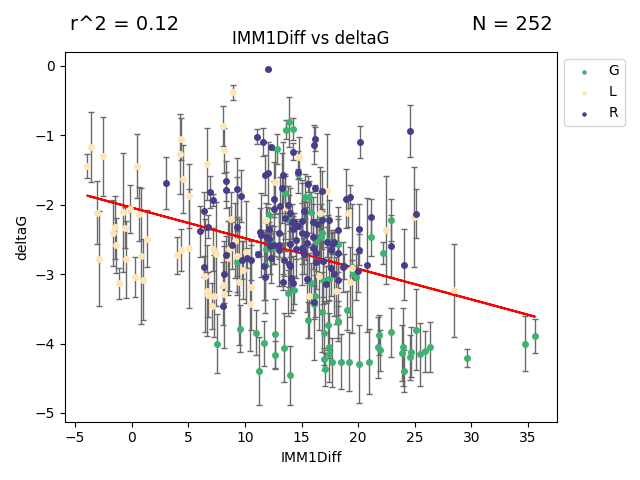 r^2 = 0.12 N = 252
IMM1Diff vs deltaG
G
L
R
0
−1
−2
−3
−4
−5
deltaG
−5 0 5 10 15 20 25 30 35
IMM1Diff